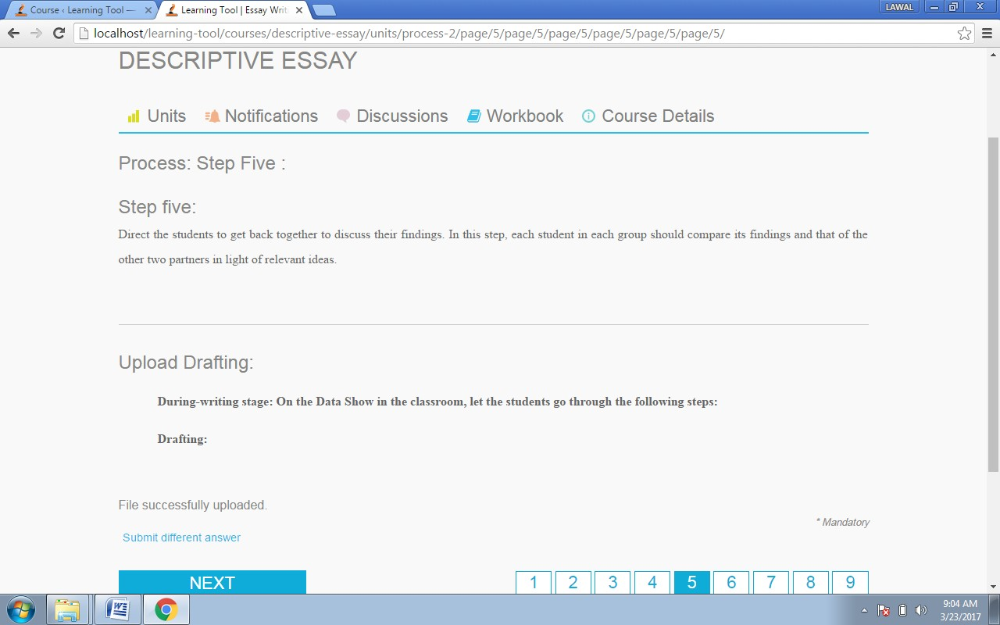 Course ‹ Learning Tool —
Learning Tool | Essay Writ
LAWAL
localhost/learning-tool/courses/descriptive-essay/units/process-2/page/5/page/5/page/5/page/5/page/5/page/5/
DESCRIPTIVE ESSAY
Units Notifications Discussions Workbook Course Details
Process: Step Five :
Step five:
Direct the students to get back together to discuss their findings. In this step, each student in each group should compare its findings and that of the
other two partners in light of relevant ideas.
Upload Drafting:
During-writing stage: On the Data Show in the classroom, let the students go through the following steps:
Drafting:
File successfully uploaded.
* Mandatory
Submit different answer
NEXT 1 2 3 4 5 6 7 8 9
9:04 AM
3/23/2017